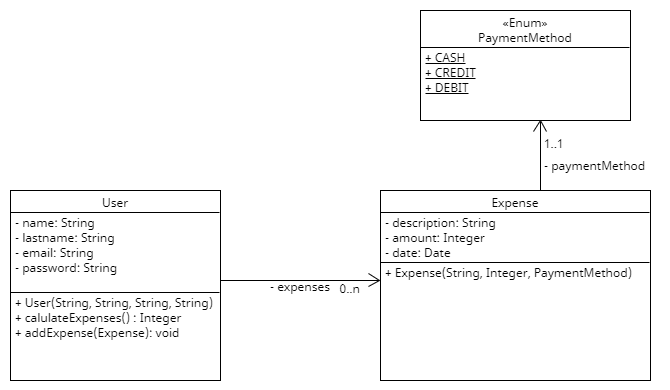 «Enum»
PaymentMethod
+ CASH
+ CREDIT
+ DEBIT
1..1
- paymentMethod
User
- name: String
- lastname: String
- email: String
- password: String
+ User(String, String, String, String)
+ calulateExpenses() : Integer
+ addExpense(Expense): void
- expenses
0..n
Expense
- description: String
- amount: Integer
- date: Date
+ Expense(String, Integer, PaymentMethod)